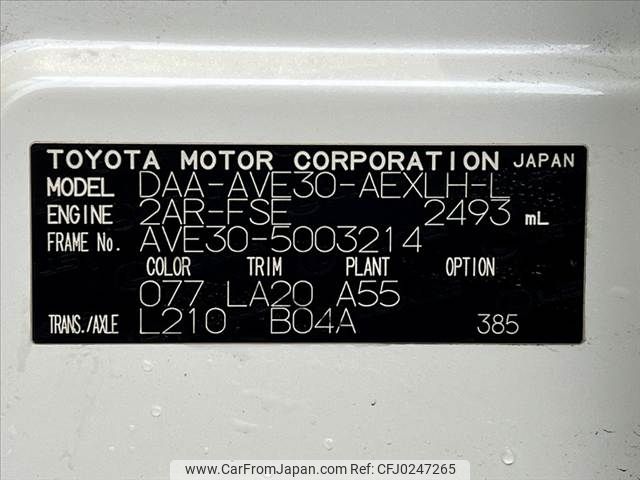 TOYOTA MOTOR CORPORATION JAPAN
MODEL DAA-AVE30-AEXLH-L
ENGINE 2AR-FSE 2493 mL
FRAME No. AVE30-5003214
COLOR TRIM PLANT OPTION
077 LA20 A55
TRANS./AXLE L210 B04A 385
www.CarFromJapan.com | REF No. CFJ0247265